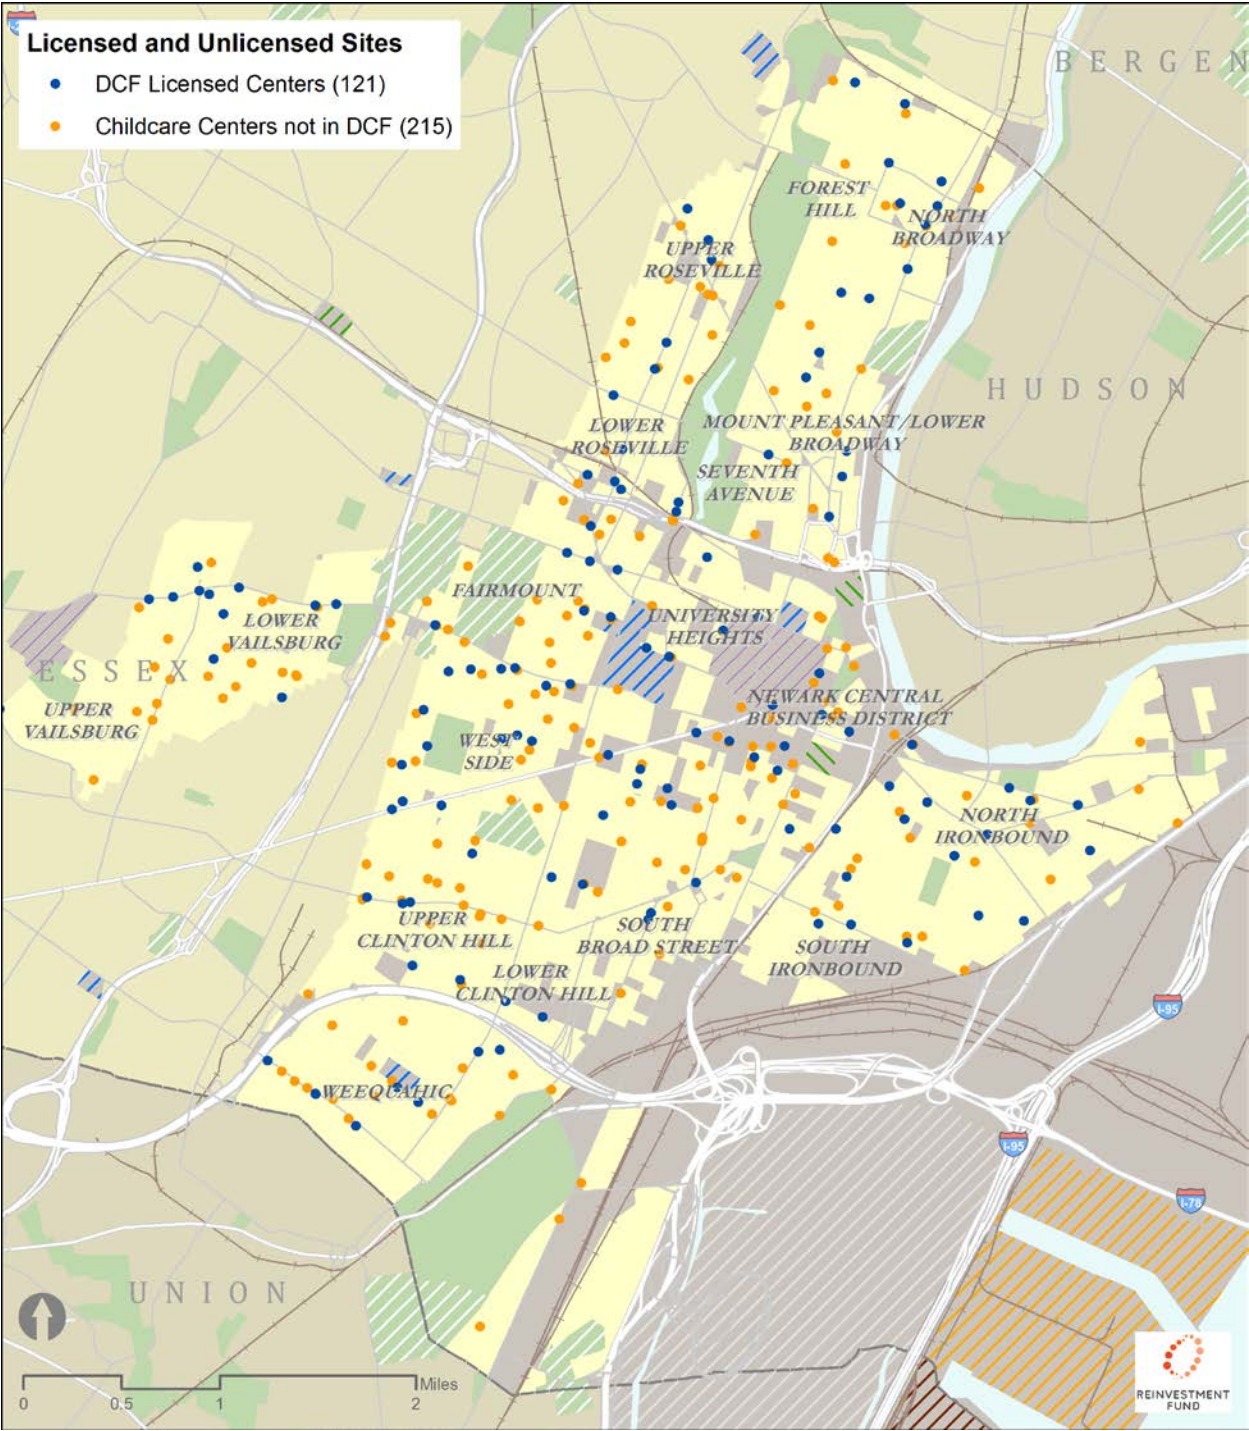 Licensed and Unlicensed Sites
DCF Licensed Centers (121)
Childcare Centers not in DCF (215)
BERGEN
FOREST
HILL
NORTH
BROADWAY
UPPER
ROSEVILLE
HUDSON
LOWER
ROSEVILLE
MOUNT PLEASANT/LOWER
BROADWAY
SEVENTH
AVENUE
FAIRMOUNT
UNIVERSITY
HEIGHTS
LOWER
VAILSBURG
ESSEX
UPPER
VAILSBURG
NEWARK CENTRAL
BUSINESS DISTRICT
WEST
SIDE
NORTH
IRONBOUND
UPPER
CLINTON HILL
SOUTH
BROAD STREET
SOUTH
IRONBOUND
LOWER
CLINTON HILL
I-95
WEEQUAHIC
I-95
I-78
UNION
Miles
0 0.5 1 2
REINVESTMENT
FUND